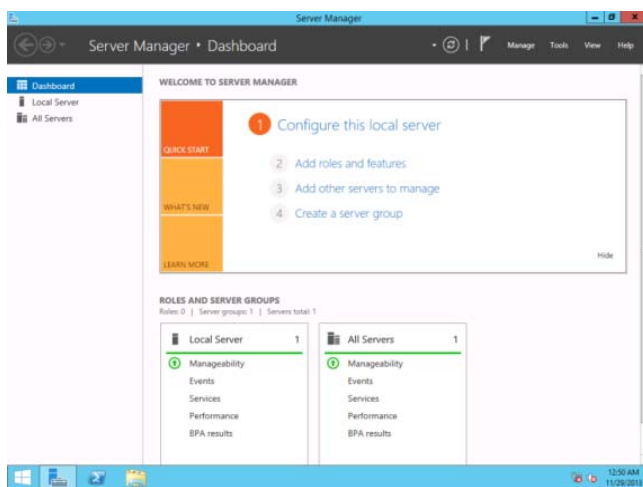 Server Manager
Server Manager • Dashboard
Manage Tools View Help
Dashboard
Local Server
All Servers
WELCOME TO SERVER MANAGER
QUICK START
WHAT'S NEW
LEARN MORE
1 Configure this local server
2 Add roles and features
3 Add other servers to manage
4 Create a server group
Hide
ROLES AND SERVER GROUPS
Roles: 0 | Server groups: 1 | Servers total: 1
Local Server 1
Manageability
Events
Services
Performance
BPA results
All Servers 1
Manageability
Events
Services
Performance
BPA results
12:50 AM